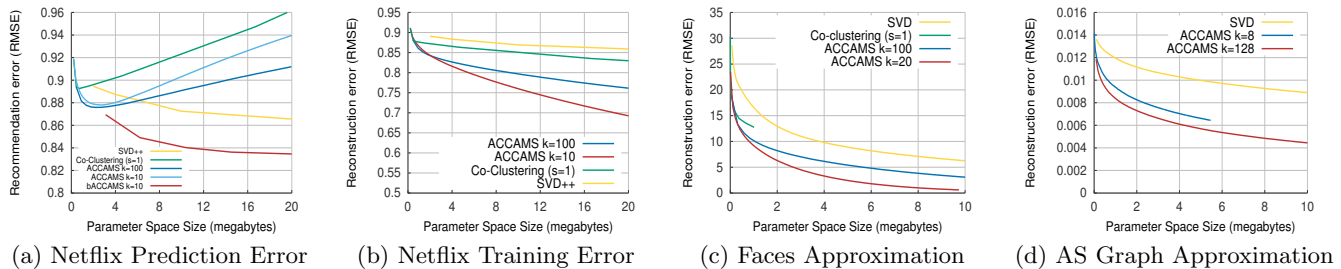 Recommendation error (RMSE)
0.96
0.94
0.92
0.9
0.88
0.86
0.84
0.82
0.8
SVD++
Co-Clustering (s=1)
ACCAMS k=100
ACCAMS k=10
bACCAMS k=10
0 4 8 12 16 20
Parameter Space Size (megabytes)
(a) Netflix Prediction Error
Reconstruction error (RMSE)
0.95
0.9
0.85
0.8
0.75
0.7
0.65
0.6
0.55
0.5
ACCAMS k=100
ACCAMS k=10
Co-Clustering (s=1)
SVD++
0 4 8 12 16 20
Parameter Space Size (megabytes)
(b) Netflix Training Error
Reconstruction error (RMSE)
35
30
25
20
15
10
5
0
SVD
Co-clustering (s=1)
ACCAMS k=100
ACCAMS k=20
0 2 4 6 8 10
Parameter Space Size (megabytes)
(c) Faces Approximation
Reconstruction error (RMSE)
0.016
0.014
0.012
0.01
0.008
0.006
0.004
0.002
0
SVD
ACCAMS k=8
ACCAMS k=128
0 2 4 6 8 10
Parameter Space Size (megabytes)
(d) AS Graph Approximation